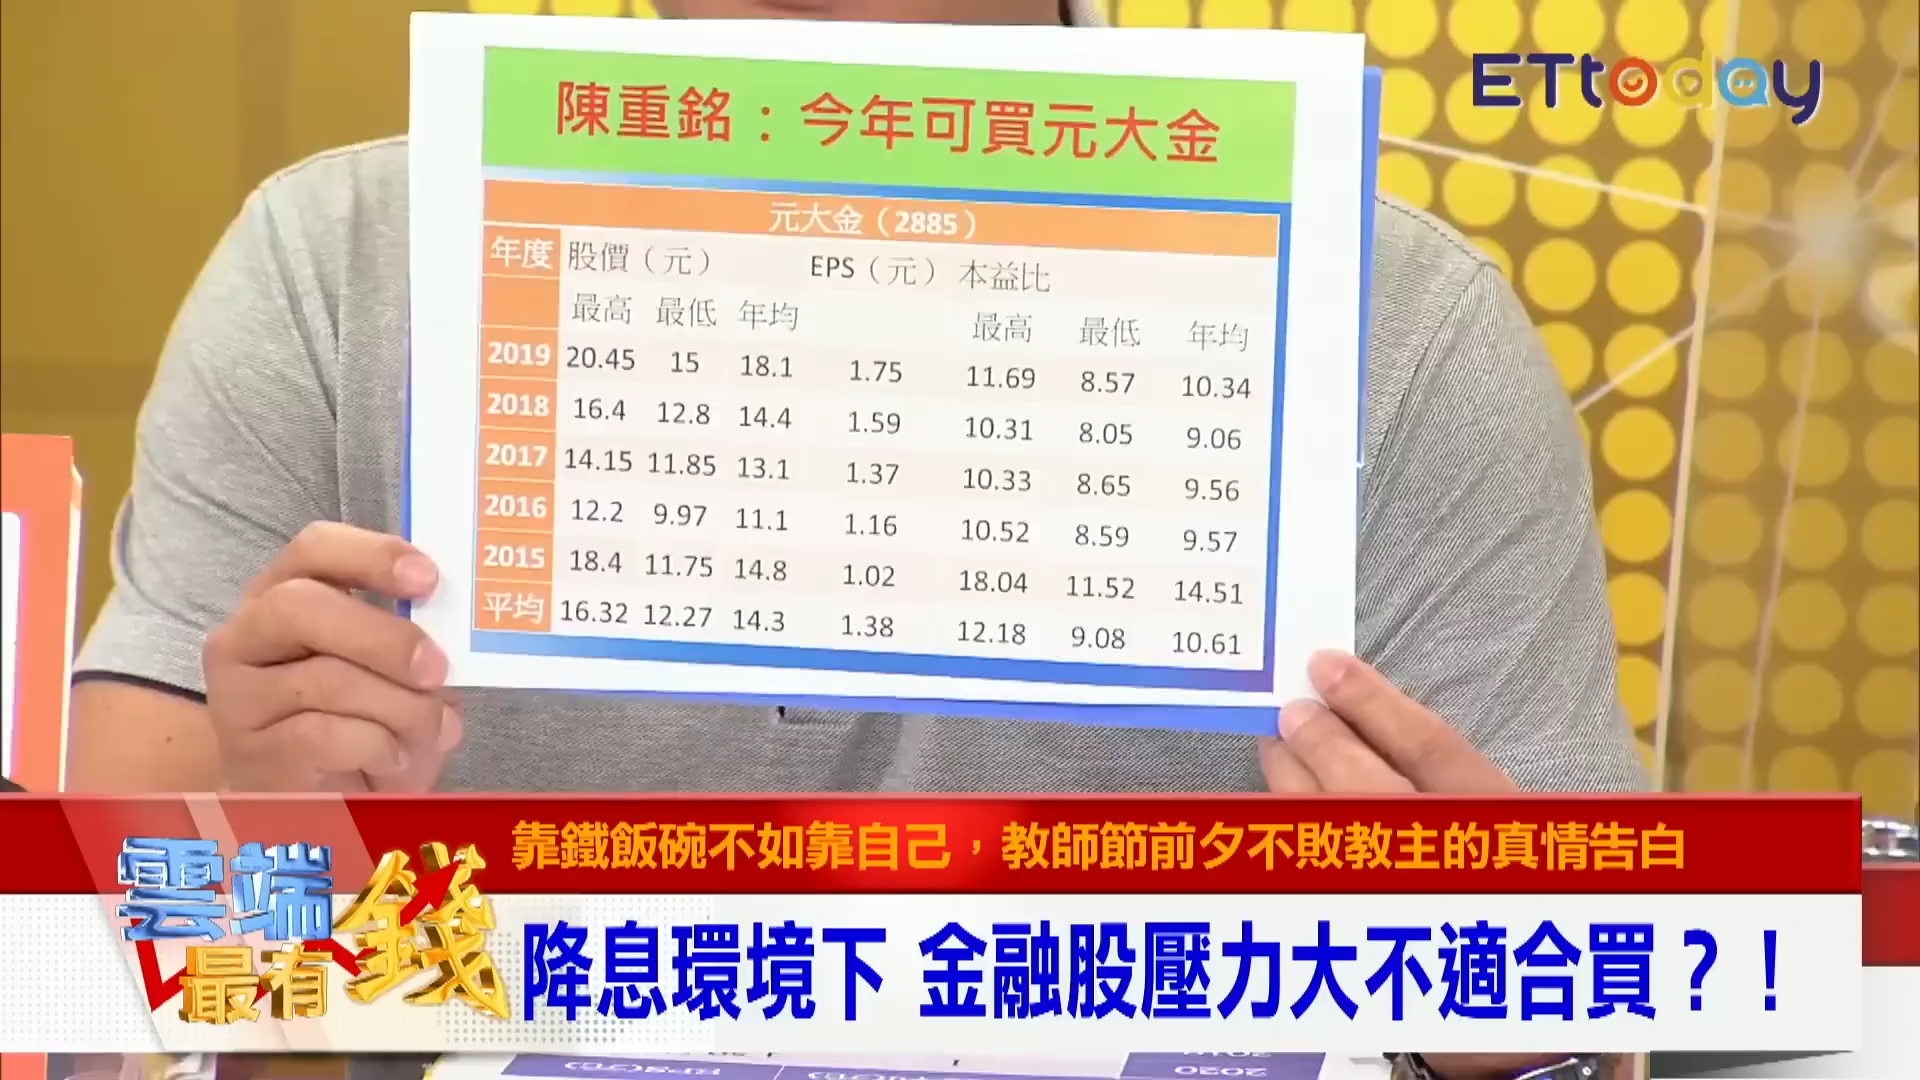 ETtoday
陳重銘：今年可買元大金
元大金（2885）
年度 股價（元） EPS（元） 本益比
最高 最低 年均 最高 最低 年均
2019 20.45 15 18.1 1.75 11.69 8.57 10.34
2018 16.4 12.8 14.4 1.59 10.31 8.05 9.06
2017 14.15 11.85 13.1 1.37 10.33 8.65 9.56
2016 12.2 9.97 11.1 1.16 10.52 8.59 9.57
2015 18.4 11.75 14.8 1.02 18.04 11.52 14.51
平均 16.32 12.27 14.3 1.38 12.18 9.08 10.61
靠鐵飯碗不如靠自己，教師節前夕不敗教主的真情告白
雲端
最有錢
降息環境下 金融股壓力大不適合買？！
2020